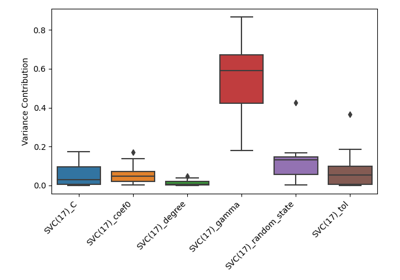 0.8
0.6
0.4
0.2
0.0
Variance Contribution
SVC(17)_C
SVC(17)_coef0
SVC(17)_degree
SVC(17)_gamma
SVC(17)_random_state
SVC(17)_tol